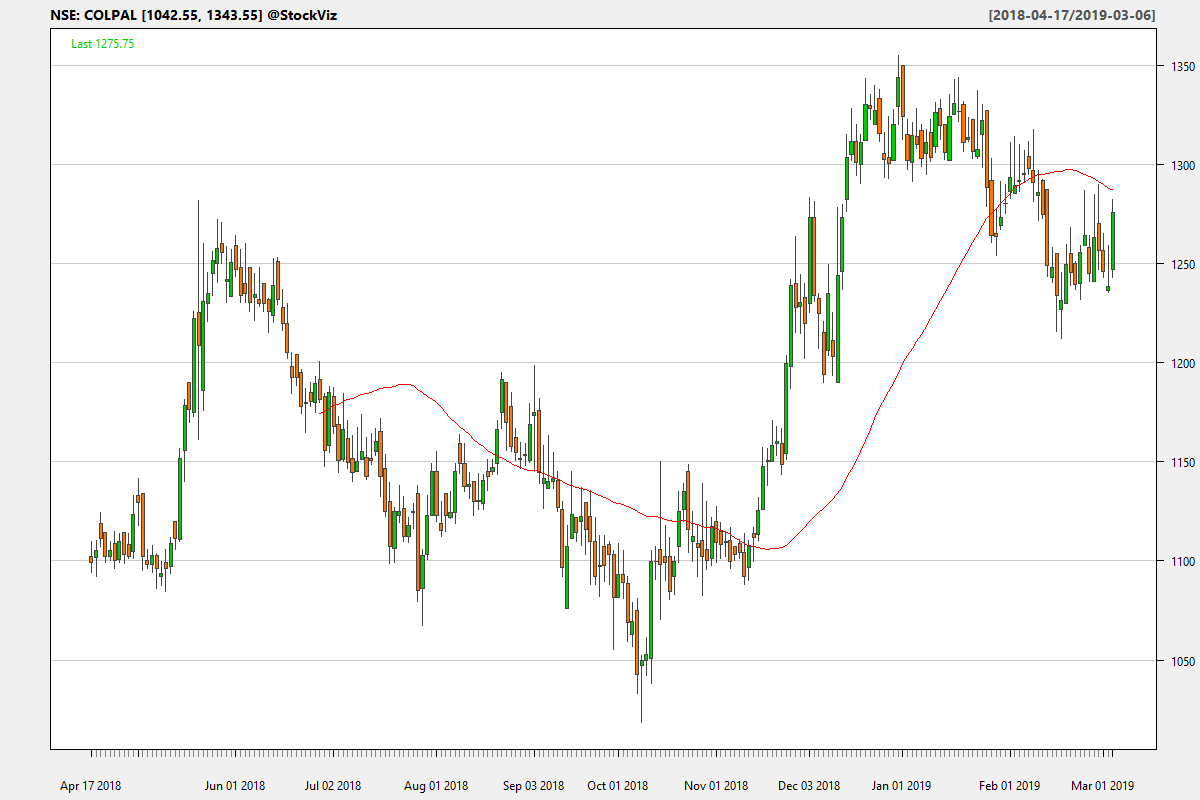 NSE: COLPAL [1042.55, 1343.55] @StockViz [2018-04-17/2019-03-06]
Last 1275.75
1350
1300
1250
1200
1150
1100
1050
Apr 17 2018 Jun 01 2018 Jul 02 2018 Aug 01 2018 Sep 03 2018 Oct 01 2018 Nov 01 2018 Dec 03 2018 Jan 01 2019 Feb 01 2019 Mar 01 2019